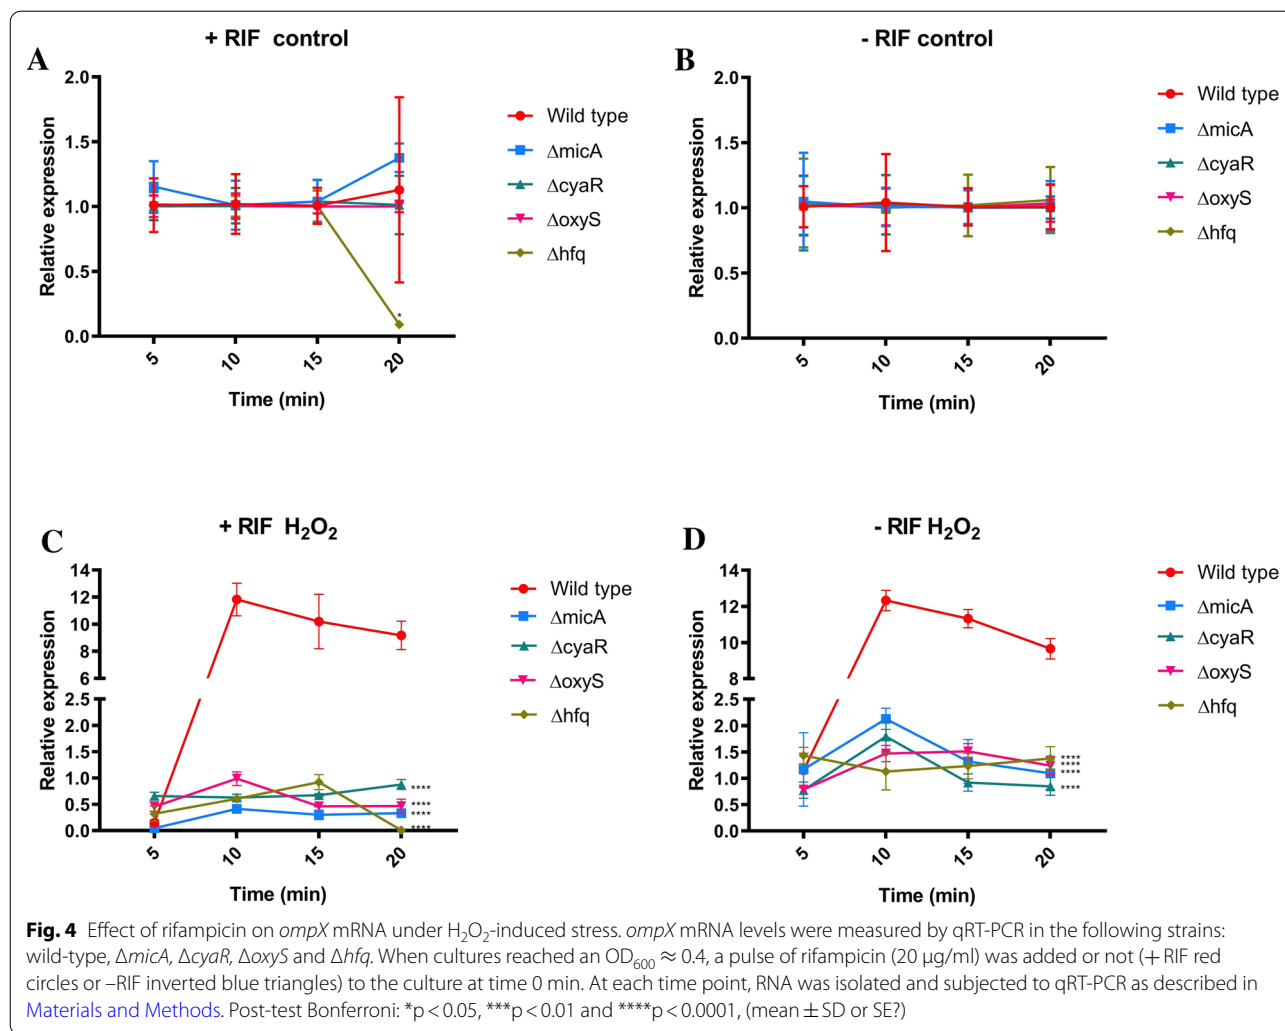 + RIF control
A
2.0
1.5
1.0
0.5
0.0
Relative expression
*
5
10
15
20
Time (min)
Wild type
ΔmicA
ΔcyaR
ΔoxyS
Δhfq
- RIF control
B
2.0
1.5
1.0
0.5
0.0
Relative expression
5
10
15
20
Time (min)
Wild type
ΔmicA
ΔcyaR
ΔoxyS
Δhfq
+ RIF H₂O₂
C
14
12
10
8
6
2.5
2.0
1.5
1.0
0.5
0.0
Relative expression
****
****
****
****
5
10
15
20
Time (min)
Wild type
ΔmicA
ΔcyaR
ΔoxyS
Δhfq
- RIF H₂O₂
D
14
12
10
8
2.5
2.0
1.5
1.0
0.5
0.0
Relative expression
****
****
****
****
5
10
15
20
Time (min)
Wild type
ΔmicA
ΔcyaR
ΔoxyS
Δhfq
Fig. 4 Effect of rifampicin on ompX mRNA under H₂O₂-induced stress. ompX mRNA levels were measured by qRT-PCR in the following strains:
wild-type, ΔmicA, ΔcyaR, ΔoxyS and Δhfq. When cultures reached an OD₆₀₀ ≈ 0.4, a pulse of rifampicin (20 μg/ml) was added or not (+ RIF red
circles or –RIF inverted blue triangles) to the culture at time 0 min. At each time point, RNA was isolated and subjected to qRT-PCR as described in
Materials and Methods. Post-test Bonferroni: *p < 0.05, ***p < 0.01 and ****p < 0.0001, (mean ± SD or SE?)